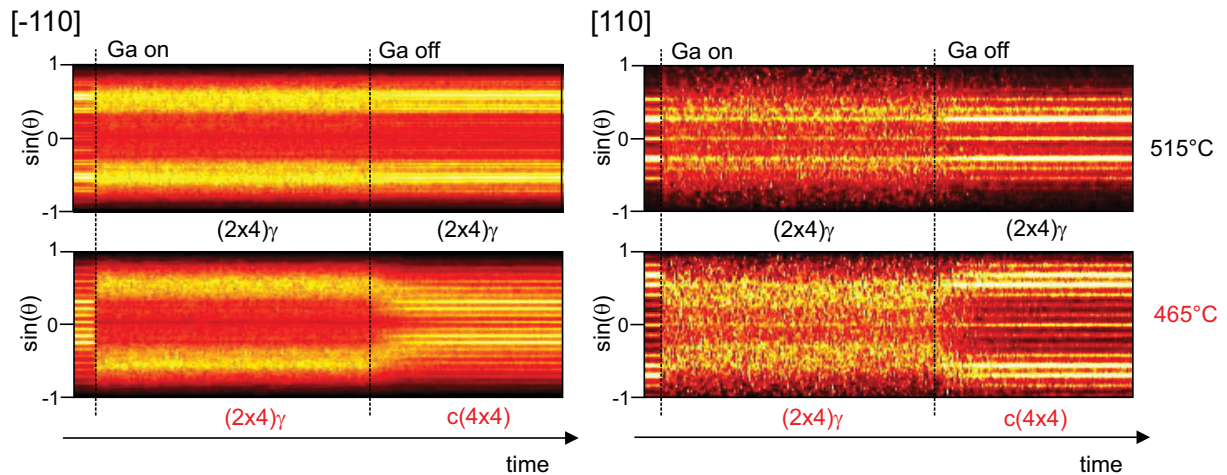 [-110]
[110]
Ga on
Ga off
Ga on
Ga off
1
0
-1
sin(θ)
1
0
-1
sin(θ)
515°C
(2x4)γ
(2x4)γ
(2x4)γ
(2x4)γ
1
0
-1
sin(θ)
1
0
-1
sin(θ)
465°C
(2x4)γ
c(4x4)
(2x4)γ
c(4x4)
time
time